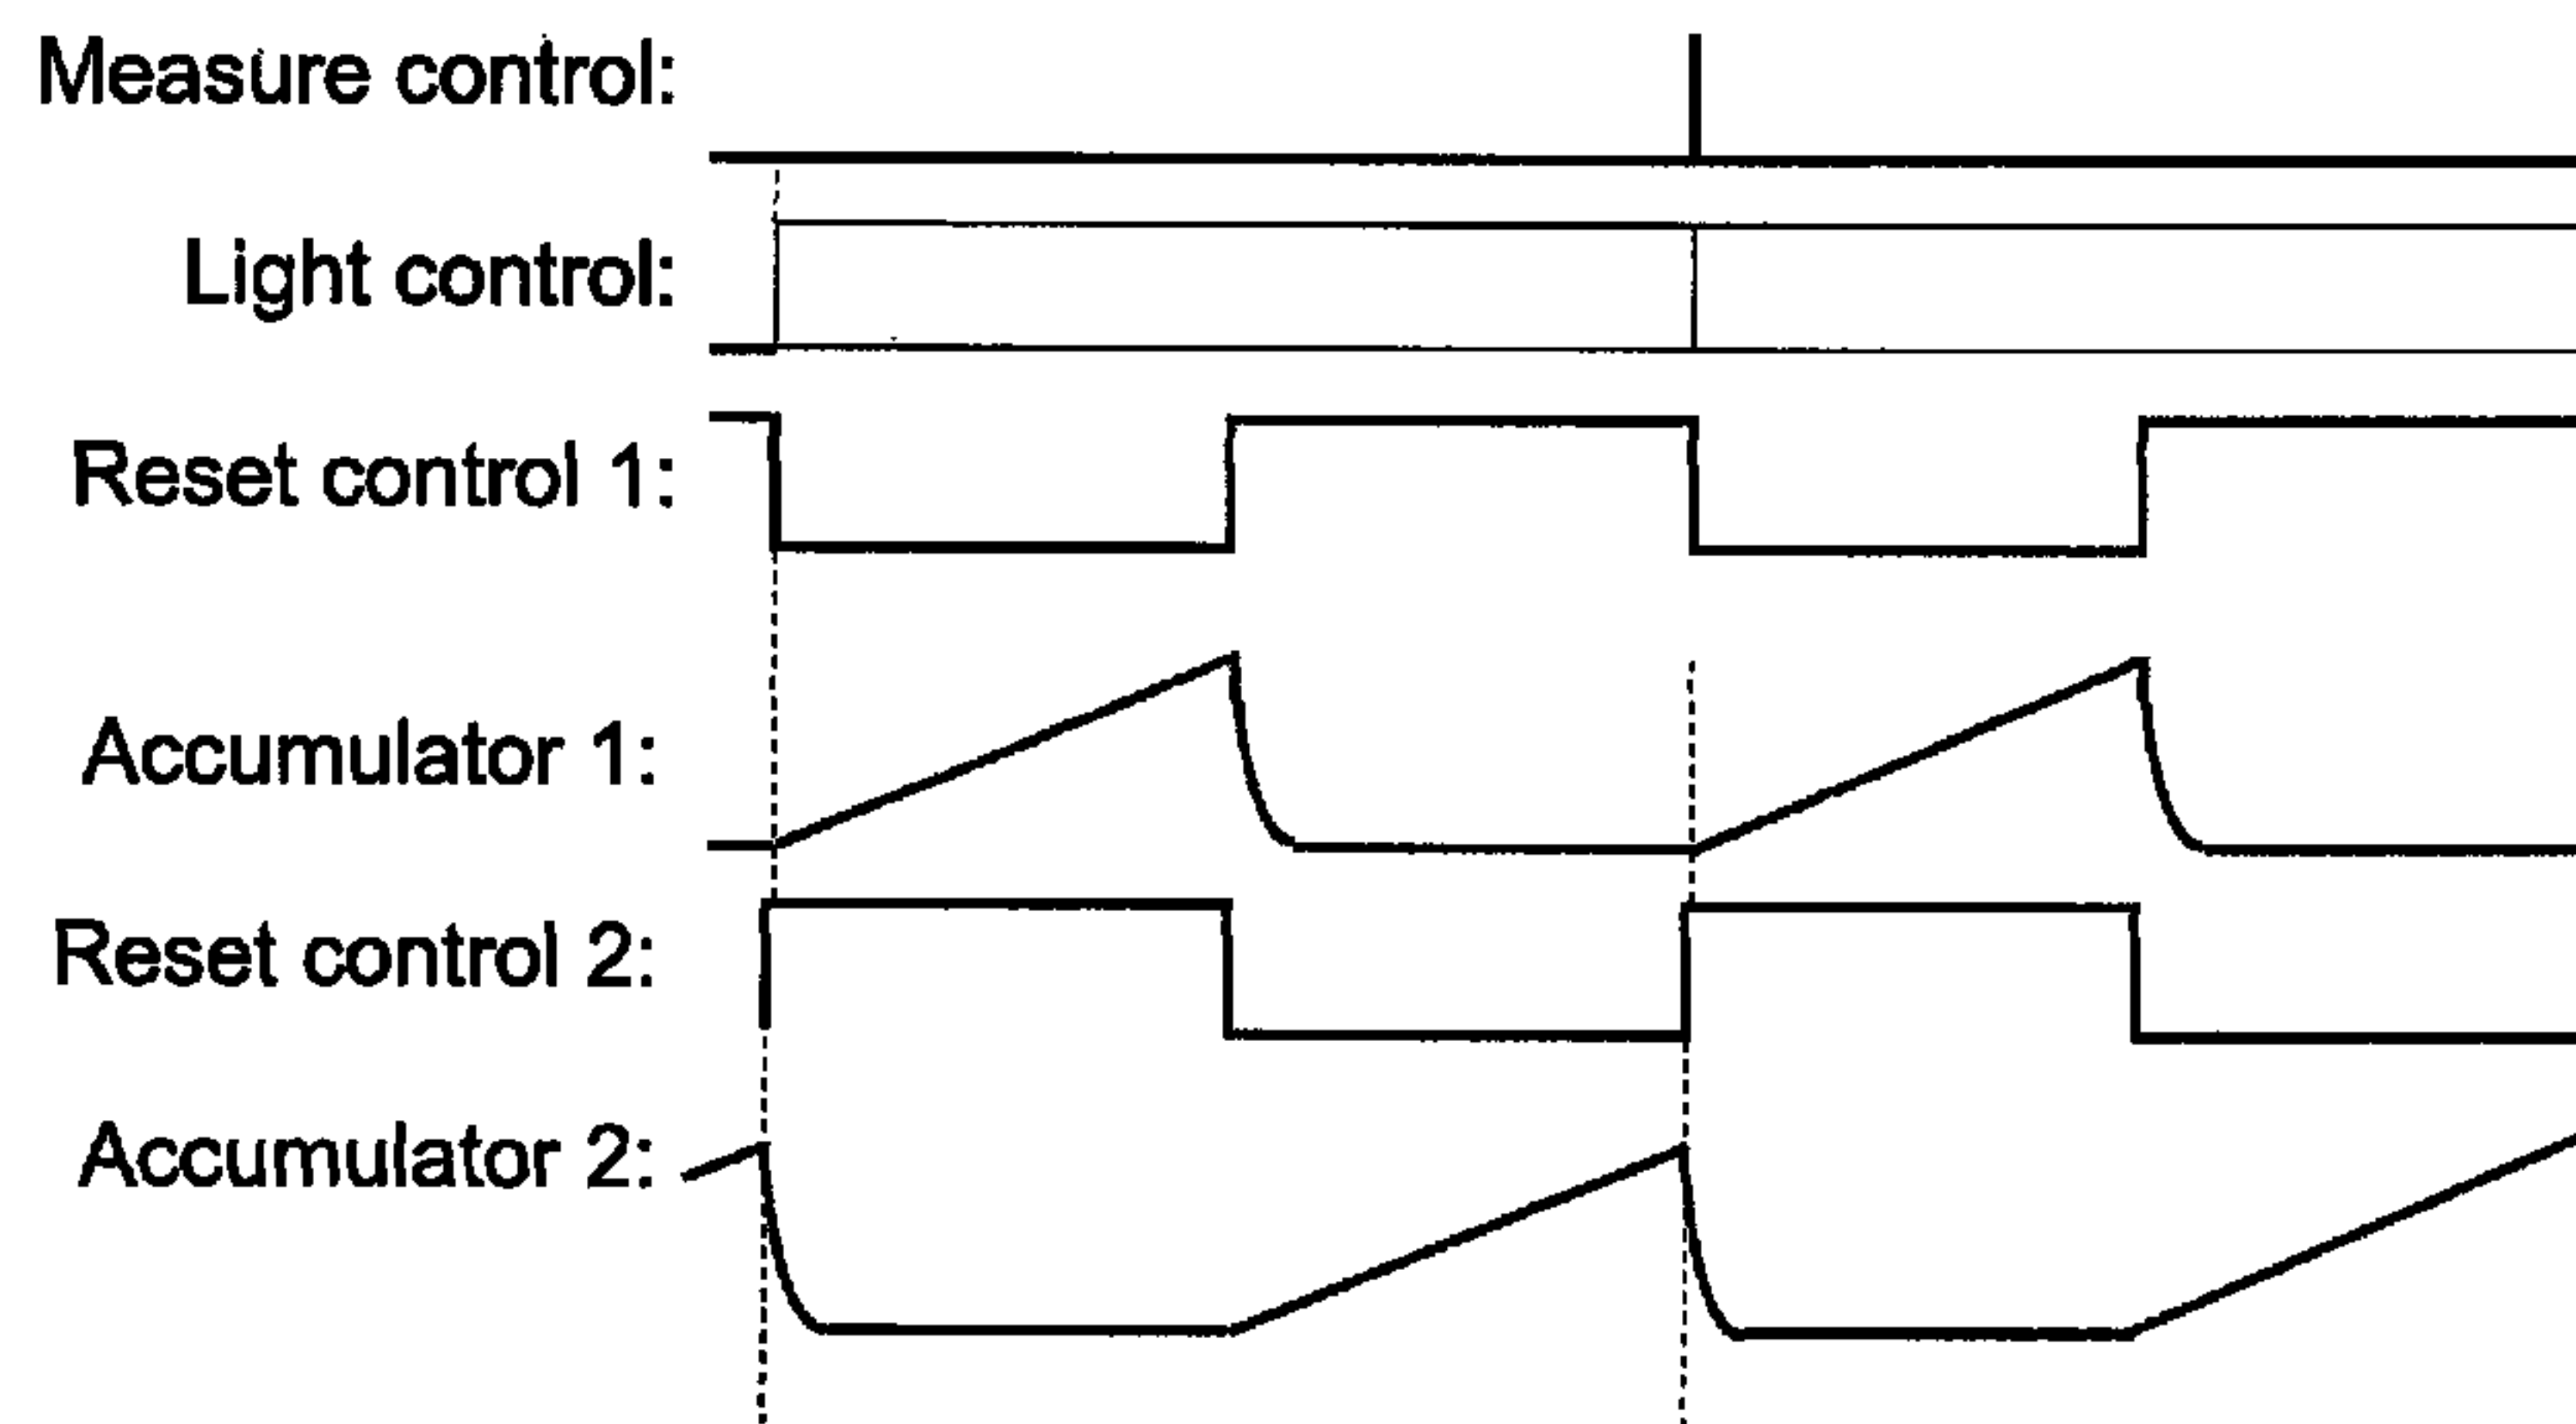 Measure control:
Light control:
Reset control 1:
Accumulator 1:
Reset control 2:
Accumulator 2: